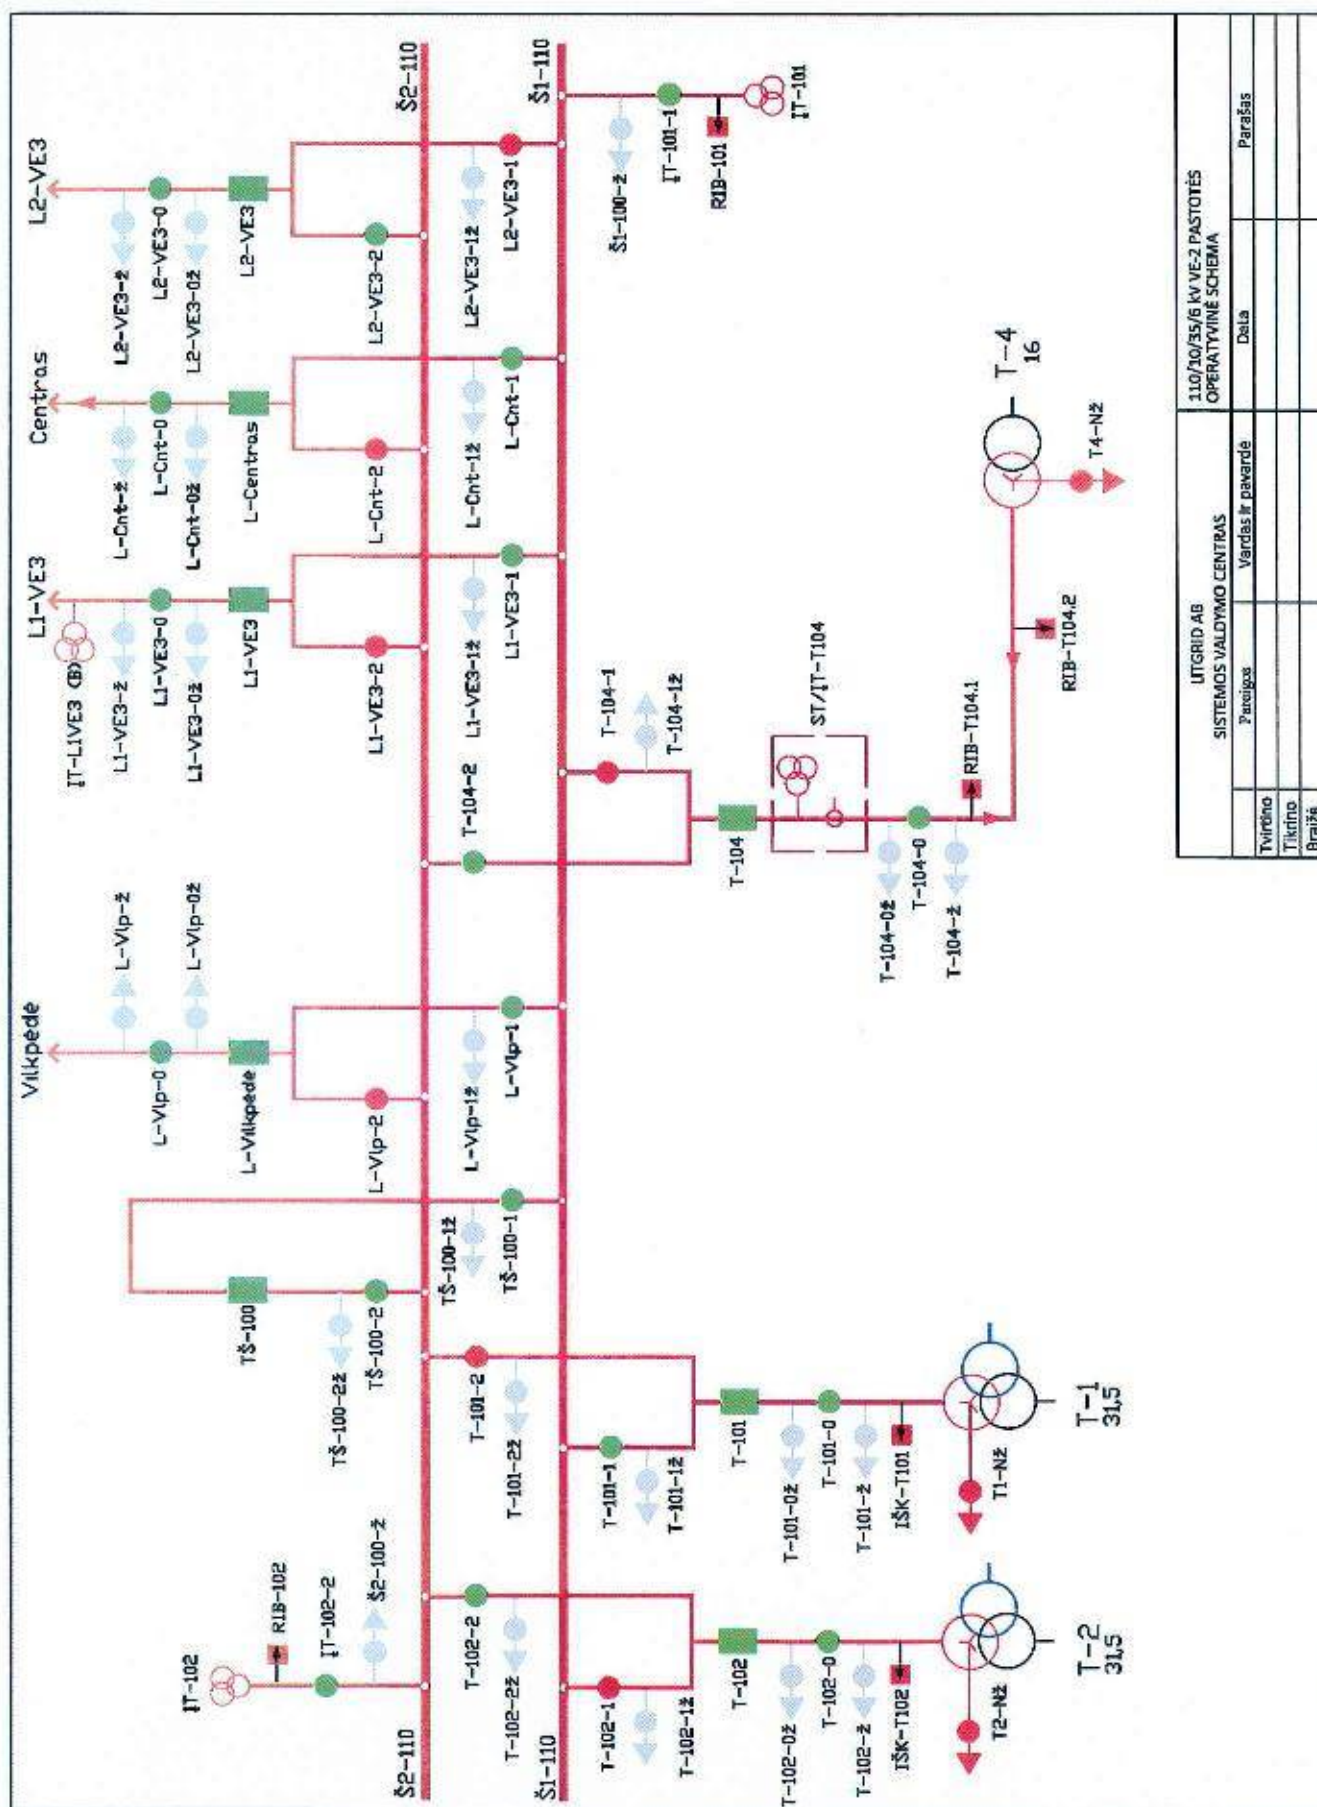 Vilkpėdė
L1-VE3
Centras
L2-VE3
IT-102
RIB-102
ĮT-102-2
Š2-100-ž
TŠ-100
TŠ-100-2ž
TŠ-100-2
L-Vlp-ž
L-Vlp-0
L-Vlp-0ž
L-Vilkpėdė
L-Vlp-2
ĮT-L1VE3 (B)
L1-VE3-ž
L1-VE3-0
L1-VE3-0ž
L1-VE3
L1-VE3-2
L-Cnt-ž
L-Cnt-0
L-Cnt-0ž
L-Centras
L-Cnt-2
L2-VE3-ž
L2-VE3-0
L2-VE3-0ž
L2-VE3
L2-VE3-2
Š2-110
Š2-110
T-102-2
T-102-2ž
T-101-2
T-101-2ž
TŠ-100-1ž
TŠ-100-1
L-Vlp-1ž
L-Vlp-1
T-104-2
L1-VE3-1ž
L1-VE3-1
L-Cnt-1ž
L-Cnt-1
L2-VE3-1ž
L2-VE3-1
Š1-110
Š1-110
T-102-1
T-102-1ž
T-102
T-102-0ž
T-102-0
T-102-ž
IŠK-T102
T2-Nž
T-2
31,5
T-101-1
T-101-1ž
T-101
T-101-0ž
T-101-0
T-101-ž
IŠK-T101
T1-Nž
T-1
31,5
T-104-1
T-104-1ž
T-104
ST/ĮT-T104
T-104-0ž
T-104-0
T-104-ž
RIB-T104.1
RIB-T104.2
T-4
16
T4-Nž
Š1-100-ž
ĮT-101-1
RIB-101
ĮT-101
LITGRID AB
SISTEMOS VALDYMO CENTRAS
110/10/35/6 kV VE-2 PASTOTĖS
OPERATYVINĖ SCHEMA
Pareigos
Vardas ir pavardė
Data
Parašas
Tvirtino
Tikrino
Braižė